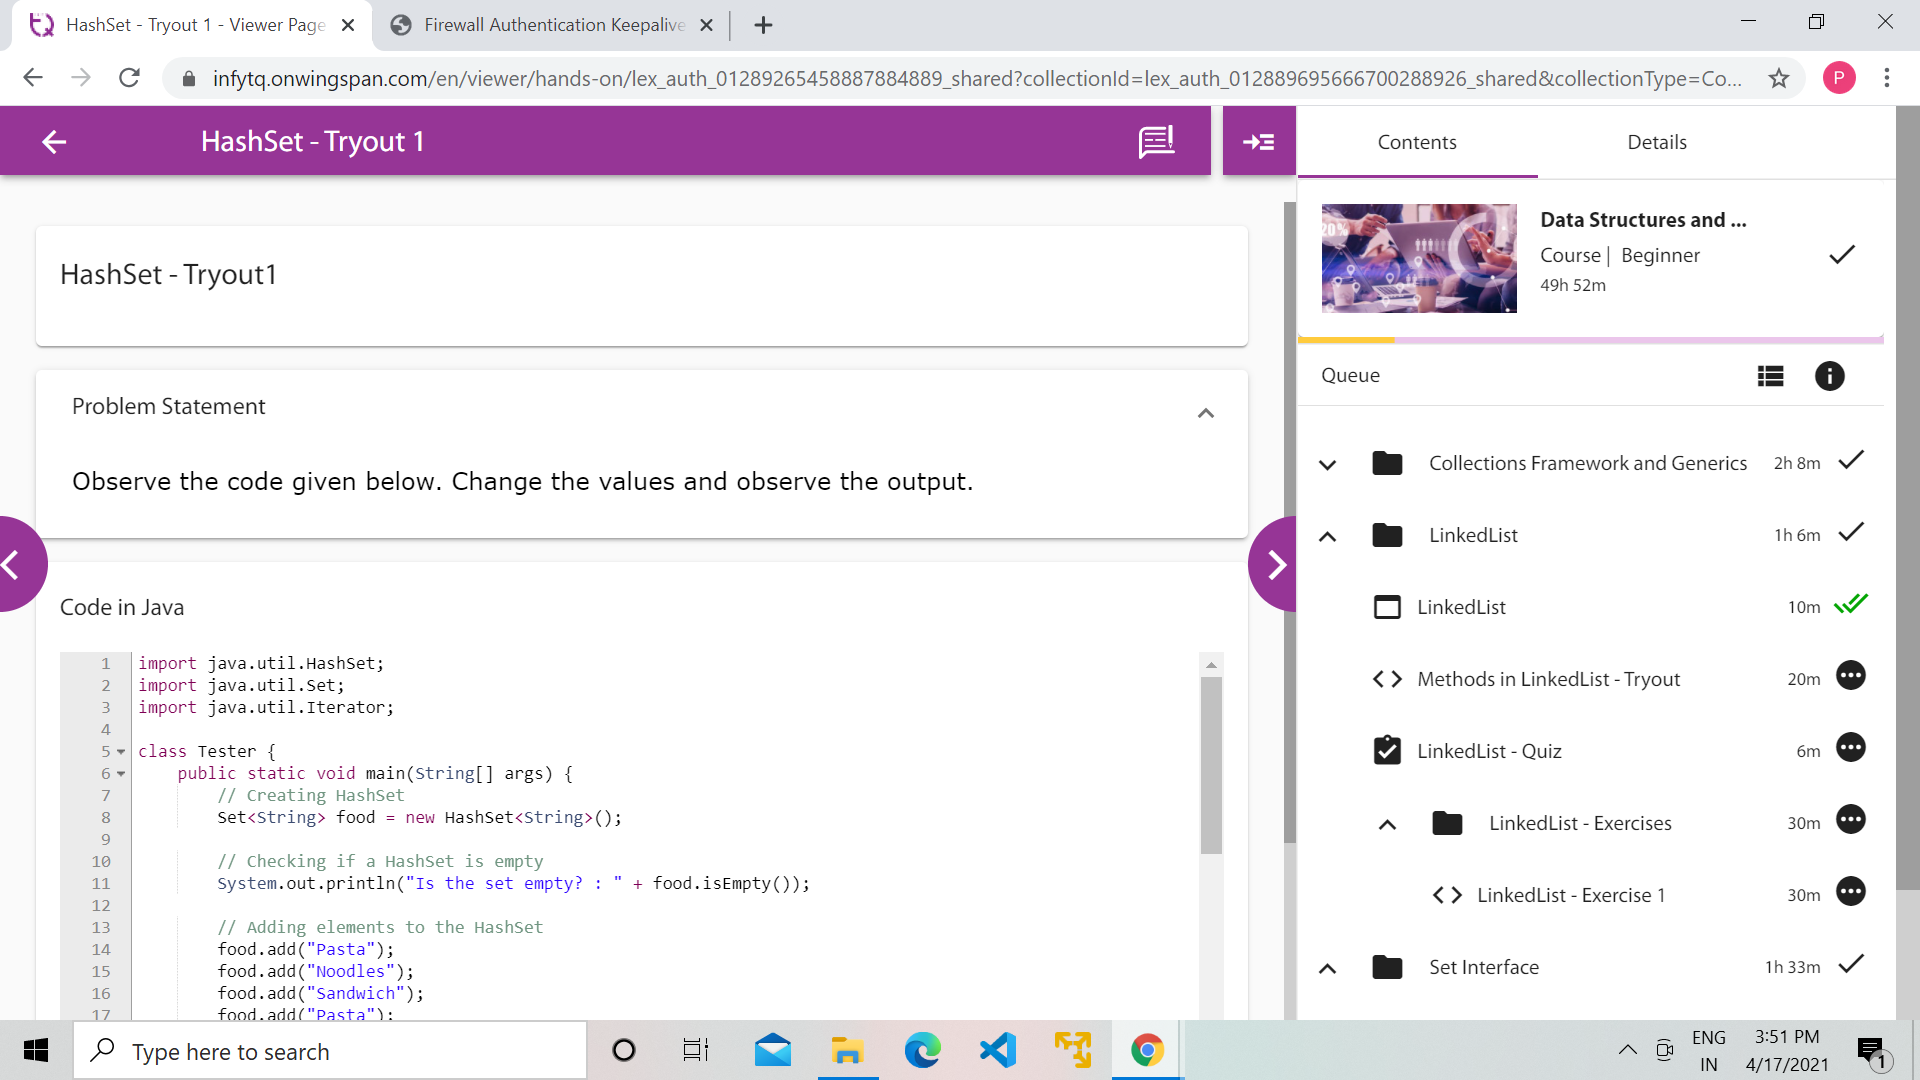 HashSet - Tryout 1 - Viewer Page
Firewall Authentication Keepalive
infytq.onwingspan.com/en/viewer/hands-on/lex_auth_01289265458887884889_shared?collectionId=lex_auth_012889695666700288926_shared&collectionType=Co...
P
HashSet - Tryout 1
Contents
Details
HashSet - Tryout1
Problem Statement
Observe the code given below. Change the values and observe the output.
Code in Java
1 import java.util.HashSet;
2 import java.util.Set;
3 import java.util.Iterator;
4
5 class Tester {
6 public static void main(String[] args) {
7 // Creating HashSet
8 Set<String> food = new HashSet<String>();
9
10 // Checking if a HashSet is empty
11 System.out.println("Is the set empty? : " + food.isEmpty());
12
13 // Adding elements to the HashSet
14 food.add("Pasta");
15 food.add("Noodles");
16 food.add("Sandwich");
17 food.add("Pasta");
20%
Data Structures and ...
Course | Beginner
49h 52m
Queue
Collections Framework and Generics 2h 8m
LinkedList 1h 6m
LinkedList 10m
Methods in LinkedList - Tryout 20m
LinkedList - Quiz 6m
LinkedList - Exercises 30m
LinkedList - Exercise 1 30m
Set Interface 1h 33m
Type here to search
ENG
IN
3:51 PM
4/17/2021
1